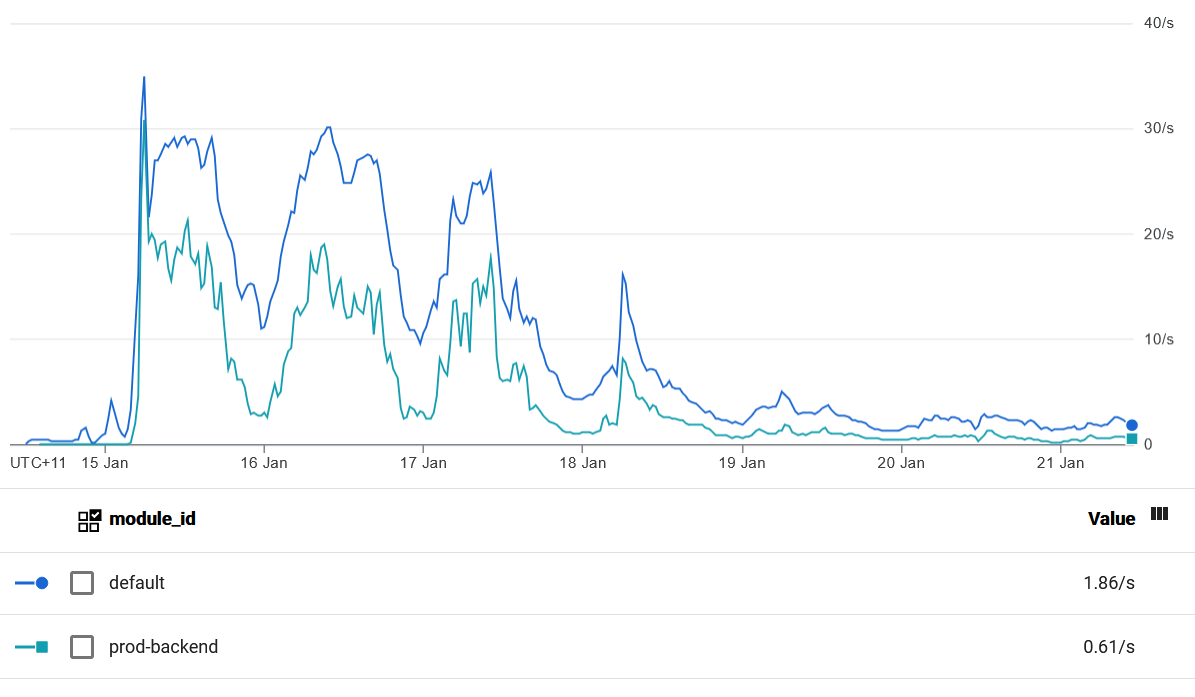 40/s
30/s
20/s
10/s
0
UTC+11 15 Jan 16 Jan 17 Jan 18 Jan 19 Jan 20 Jan 21 Jan
module_id Value
default 1.86/s
prod-backend 0.61/s